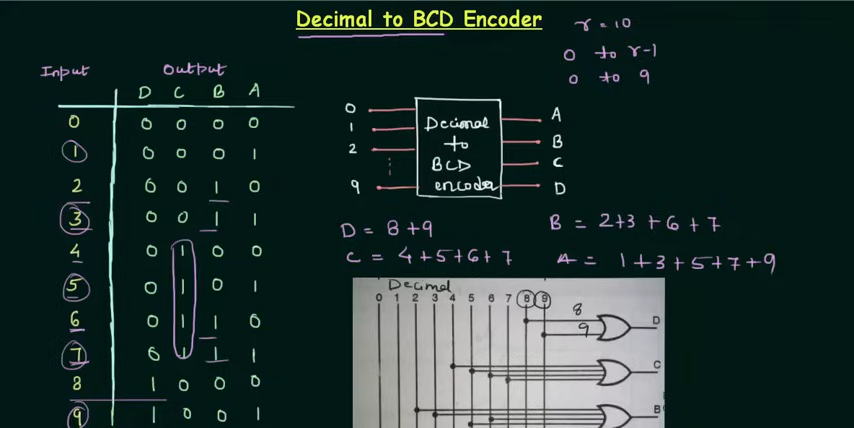 Decimal to BCD Encoder
r = 10
0 to r-1
0 to 9
Input Output
D C B A
0 0 0 0 0
1 0 0 0 1
2 0 0 1 0
3 0 0 1 1
4 0 1 0 0
5 0 1 0 1
6 0 1 1 0
7 0 1 1 1
8 1 0 0 0
9 1 0 0 1
0
1
2
9
Decimal
to
BCD
encoder
A
B
C
D
D = 8+9
B = 2+3+6+7
C = 4+5+6+7
A = 1+3+5+7+9
Decimal
0 1 2 3 4 5 6 7 8 9
8
9
D
C
B